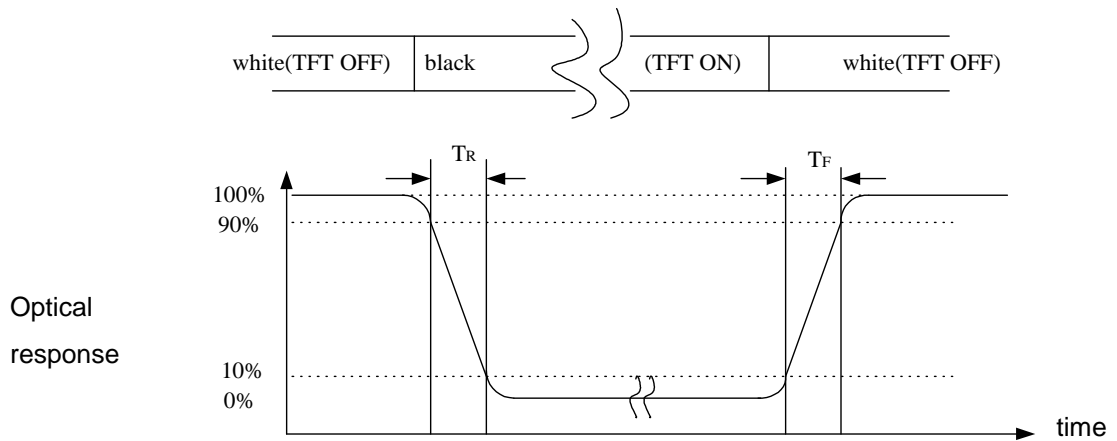 white(TFT OFF) black (TFT ON) white(TFT OFF)
TR TF
100%
90%
Optical
response
10%
0%
time